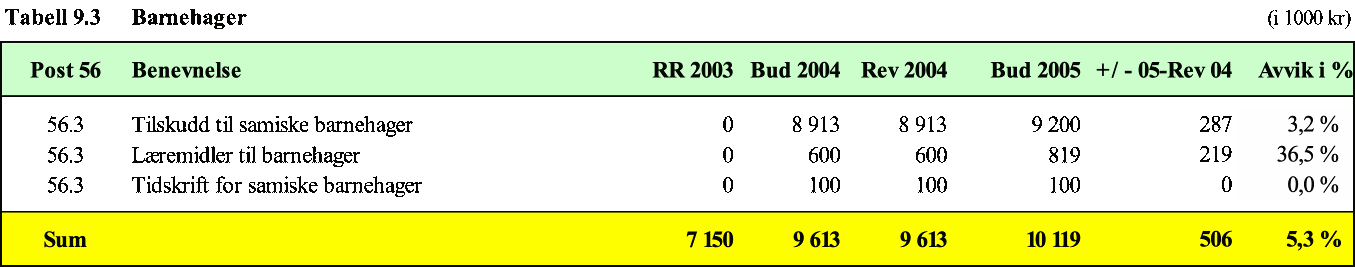 Tabell 9.3 Barnehager (i 1000 kr)
Post 56 Benevnelse RR 2003 Bud 2004 Rev 2004 Bud 2005 +/ - 05-Rev 04 Avvik i %
56.3 Tilskudd til samiske barnehager 0 8 913 8 913 9 200 287 3,2 %
56.3 Læremidler til barnehager 0 600 600 819 219 36,5 %
56.3 Tidskrift for samiske barnehager 0 100 100 100 0 0,0 %
Sum 7 150 9 613 9 613 10 119 506 5,3 %